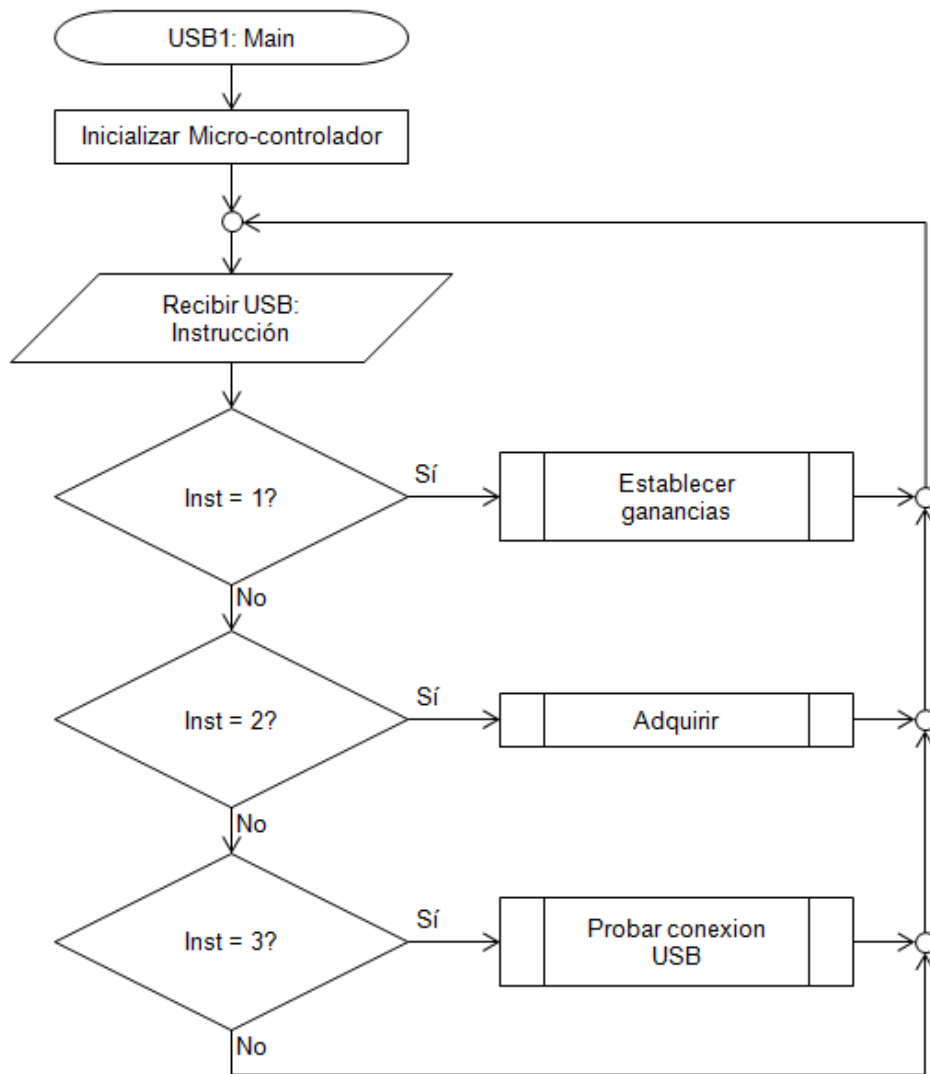 USB1: Main
Inicializar Micro-controlador
Recibir USB:
Instrucción
Inst = 1?
Sí
Establecer
ganancias
No
Inst = 2?
Sí
Adquirir
No
Inst = 3?
Sí
Probar conexion
USB
No